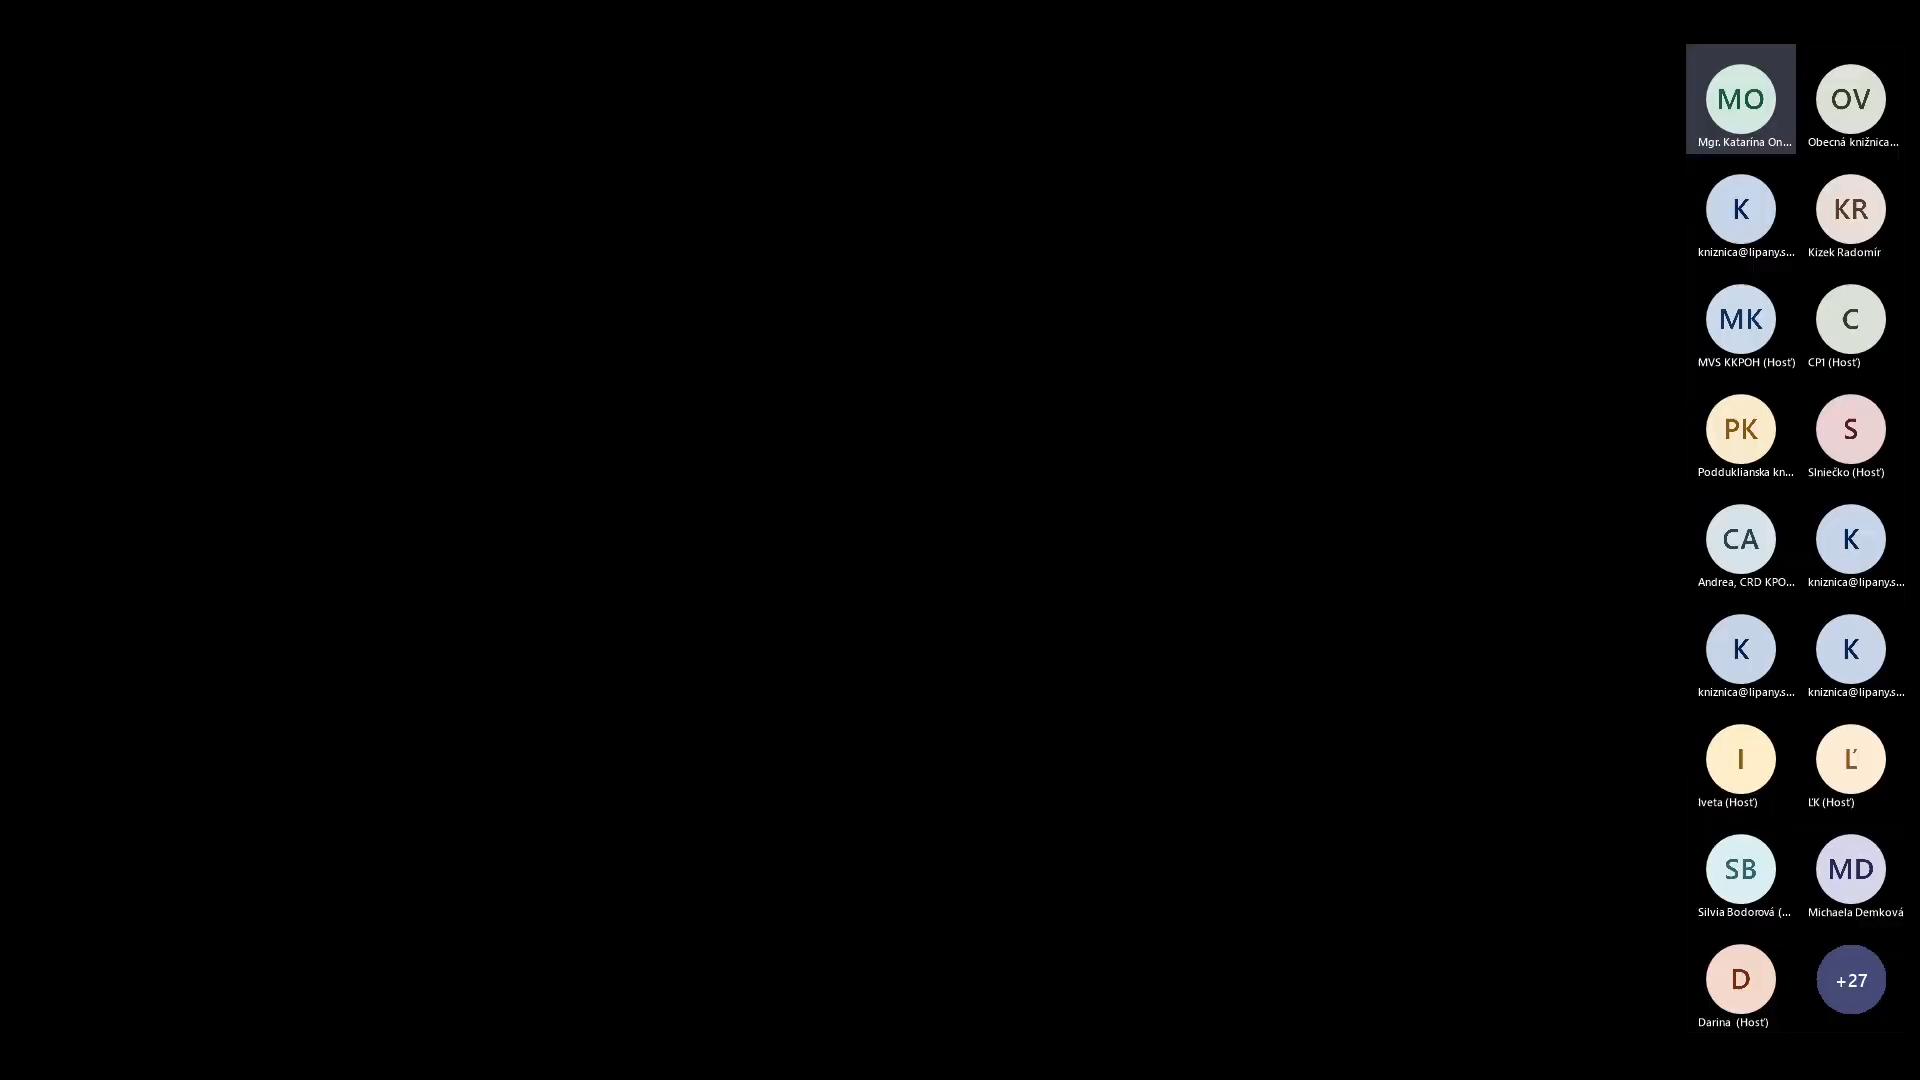 MO OV
Mgr. Katarína On... Obecná knižnica...
K KR
kniznica@lipany.s... Kizek Radomír
MK C
MVS KKPOH (Hosť) CP1 (Hosť)
PK S
Podduklianska kn... Slniečko (Hosť)
CA K
Andrea, CRD KPO... kniznica@lipany.s...
K K
kniznica@lipany.s... kniznica@lipany.s...
I Ľ
Iveta (Hosť) ĽK (Hosť)
SB MD
Silvia Bodorová (... Michaela Demková
D +27
Darina (Hosť)